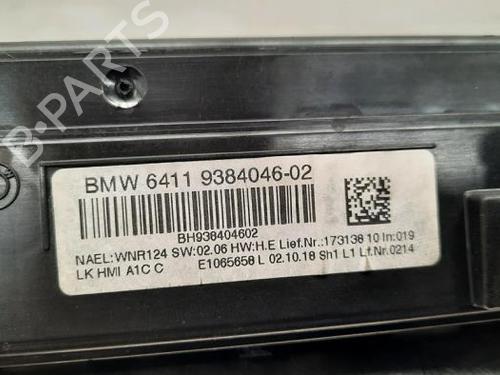 B-PARTS
BMW 6411 9384046-02
BH938404602
NAEL:WNR124 SW:02.06 HW:H.E Lief.Nr.:173138 10 In:019
LK HMI A1C C E1065658 L 02.10.18 Sh1 L1 Lf.Nr.0214